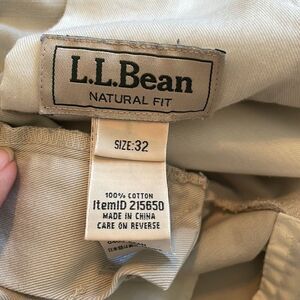 L.L.Bean
NATURAL FIT
SIZE:32
100% COTTON
ItemID 215650
MADE IN CHINA
CARE ON REVERSE